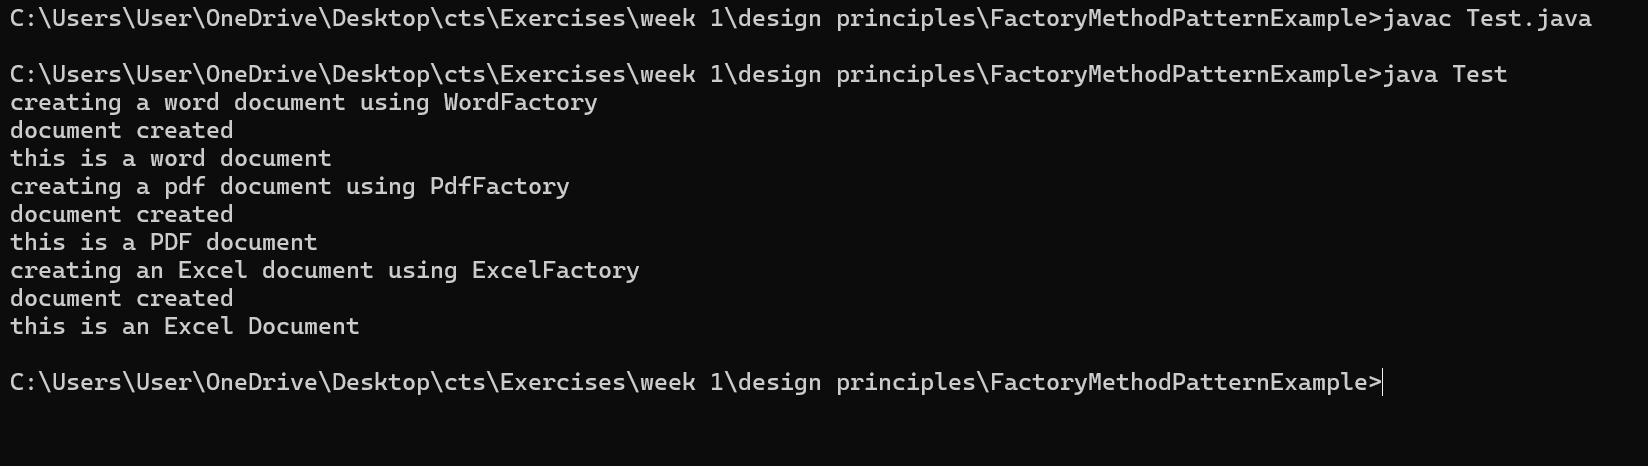 C:\Users\User\OneDrive\Desktop\cts\Exercises\week 1\design principles\FactoryMethodPatternExample>javac Test.java
C:\Users\User\OneDrive\Desktop\cts\Exercises\week 1\design principles\FactoryMethodPatternExample>java Test
creating a word document using WordFactory
document created
this is a word document
creating a pdf document using PdfFactory
document created
this is a PDF document
creating an Excel document using ExcelFactory
document created
this is an Excel Document
C:\Users\User\OneDrive\Desktop\cts\Exercises\week 1\design principles\FactoryMethodPatternExample>